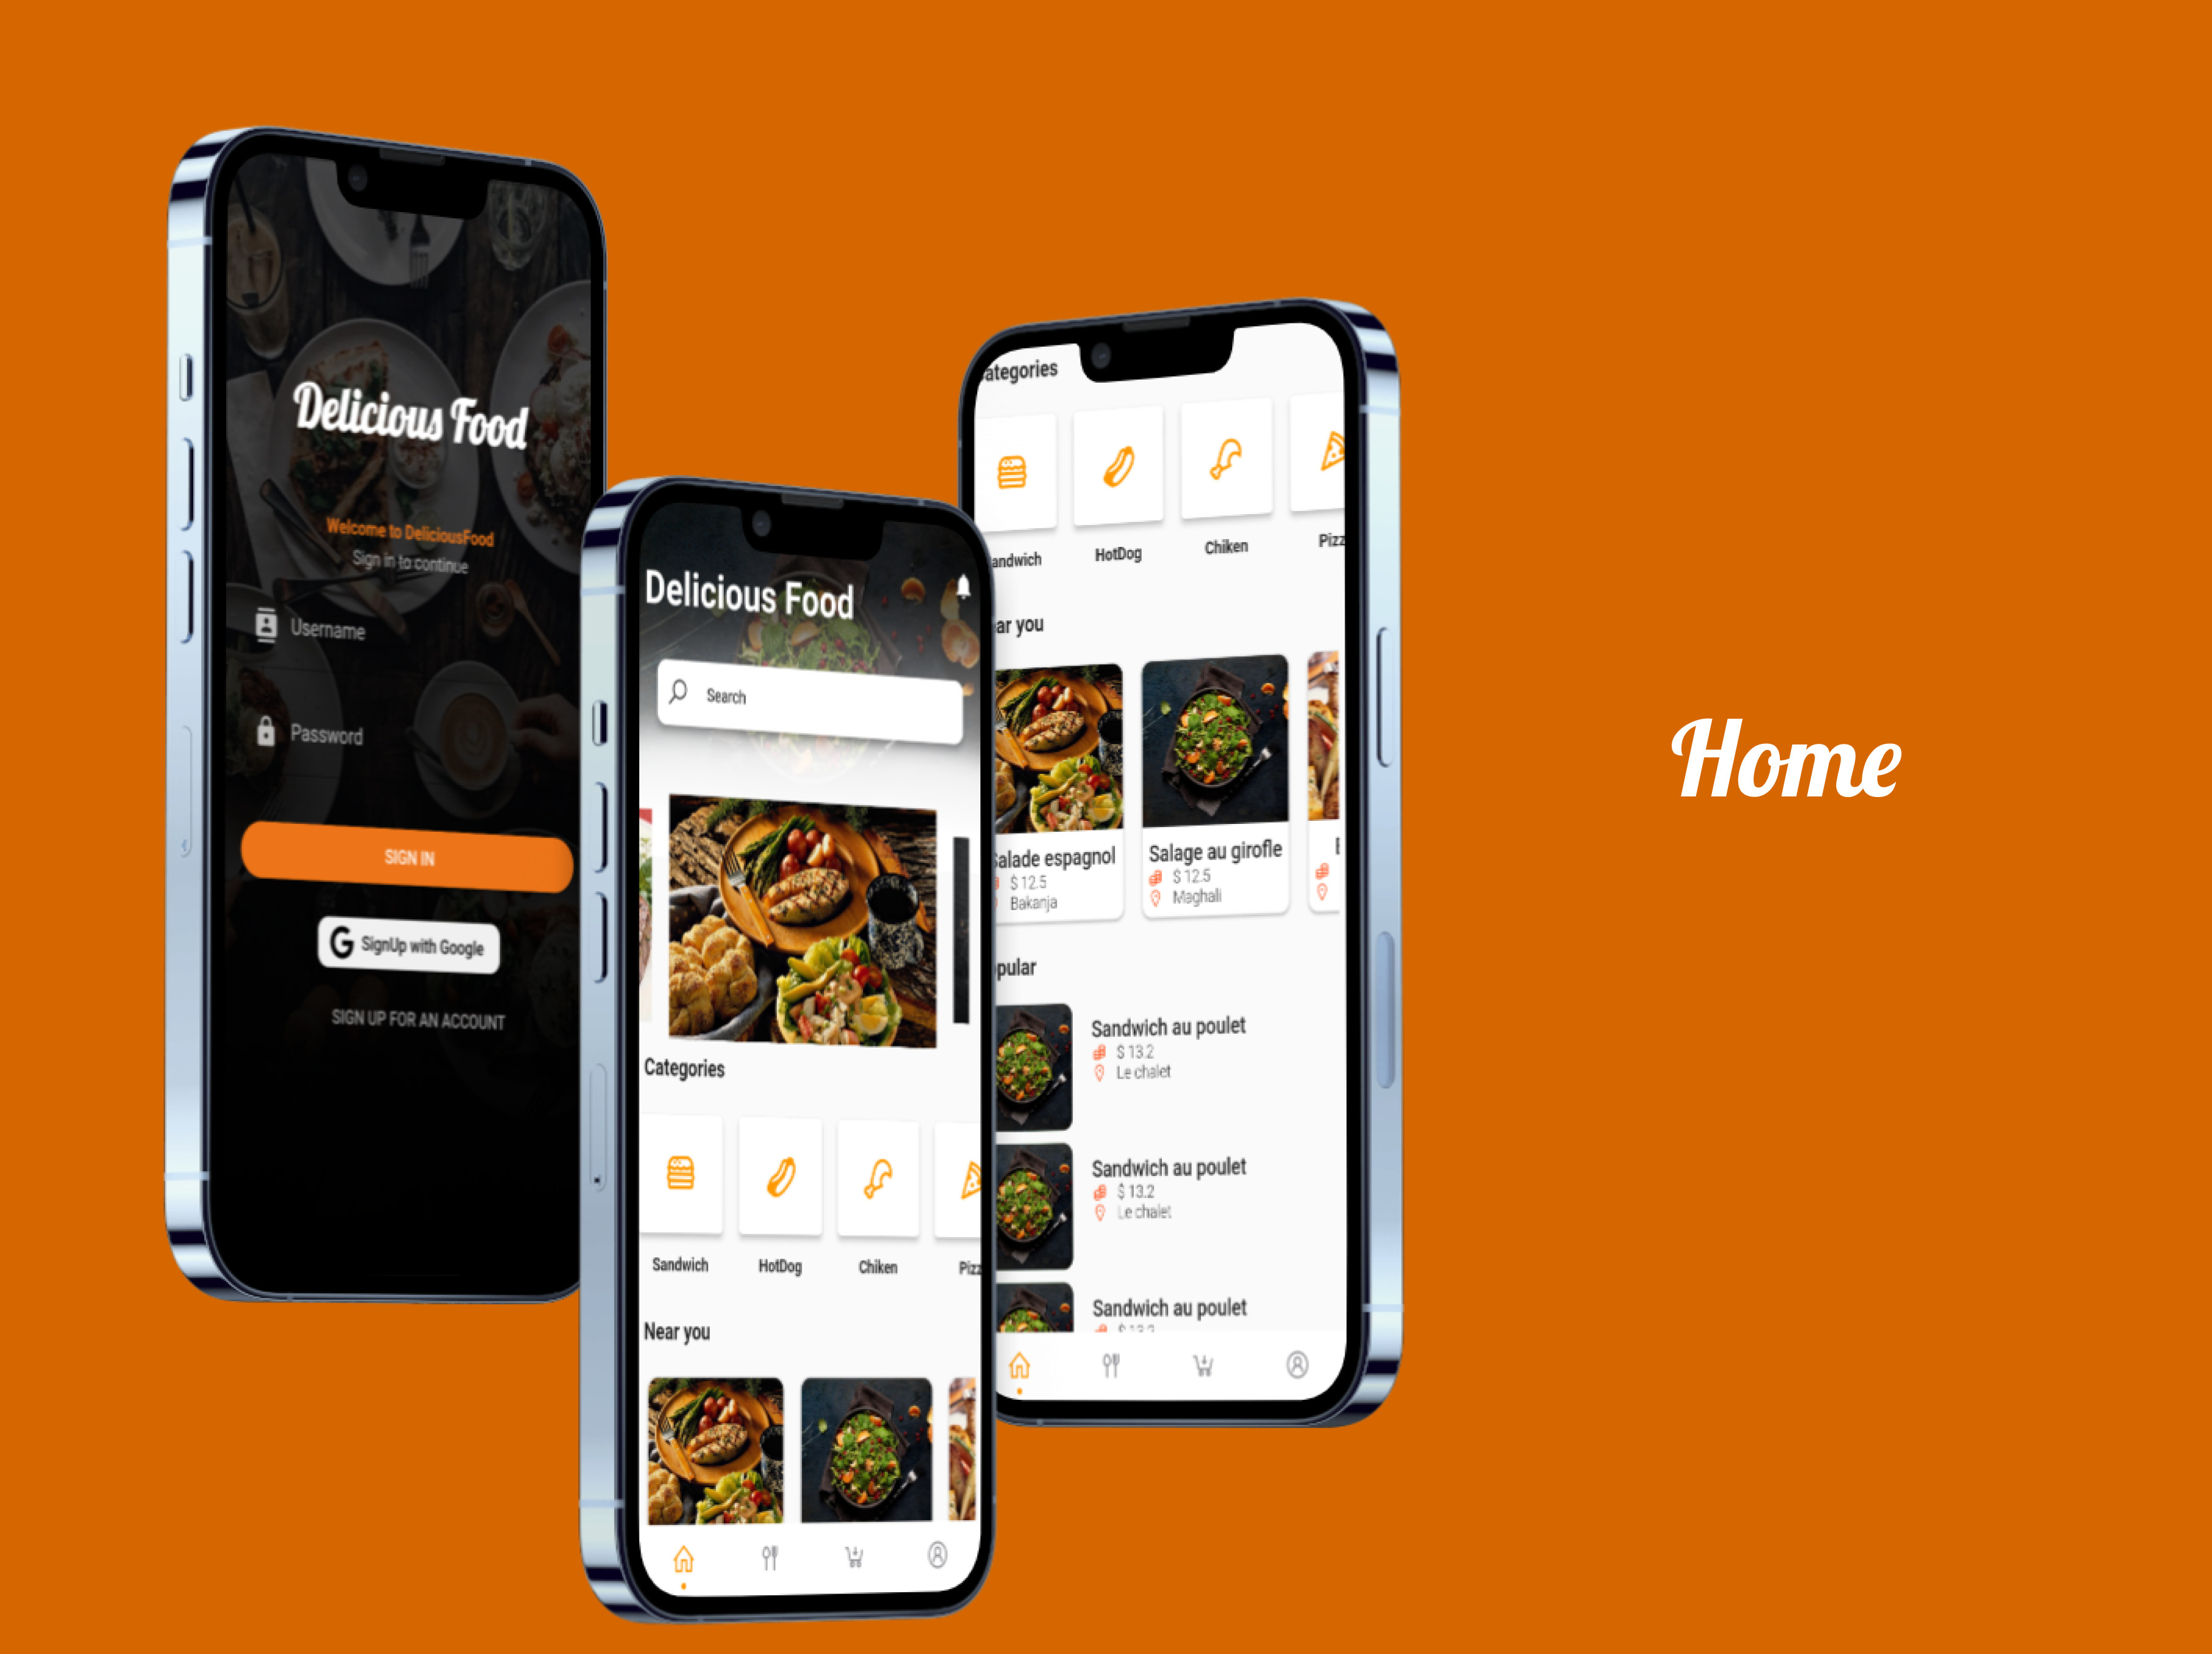 Delicious Food
Welcome to DeliciousFood
Sign in to continue
Username
Password
SIGN IN
G SignUp with Google
SIGN UP FOR AN ACCOUNT
Delicious Food
Search
Categories
Sandwich HotDog Chiken Pizz
Near you
ategories
andwich HotDog Chiken Pizz
ar you
Salade espagnol Salage au girofle
$ 12.5 $ 12.5
Bakanja Maghali
pular
Sandwich au poulet
$ 13.2
Le chalet
Sandwich au poulet
$ 13.2
Le chalet
Sandwich au poulet
$ 13.2
Home